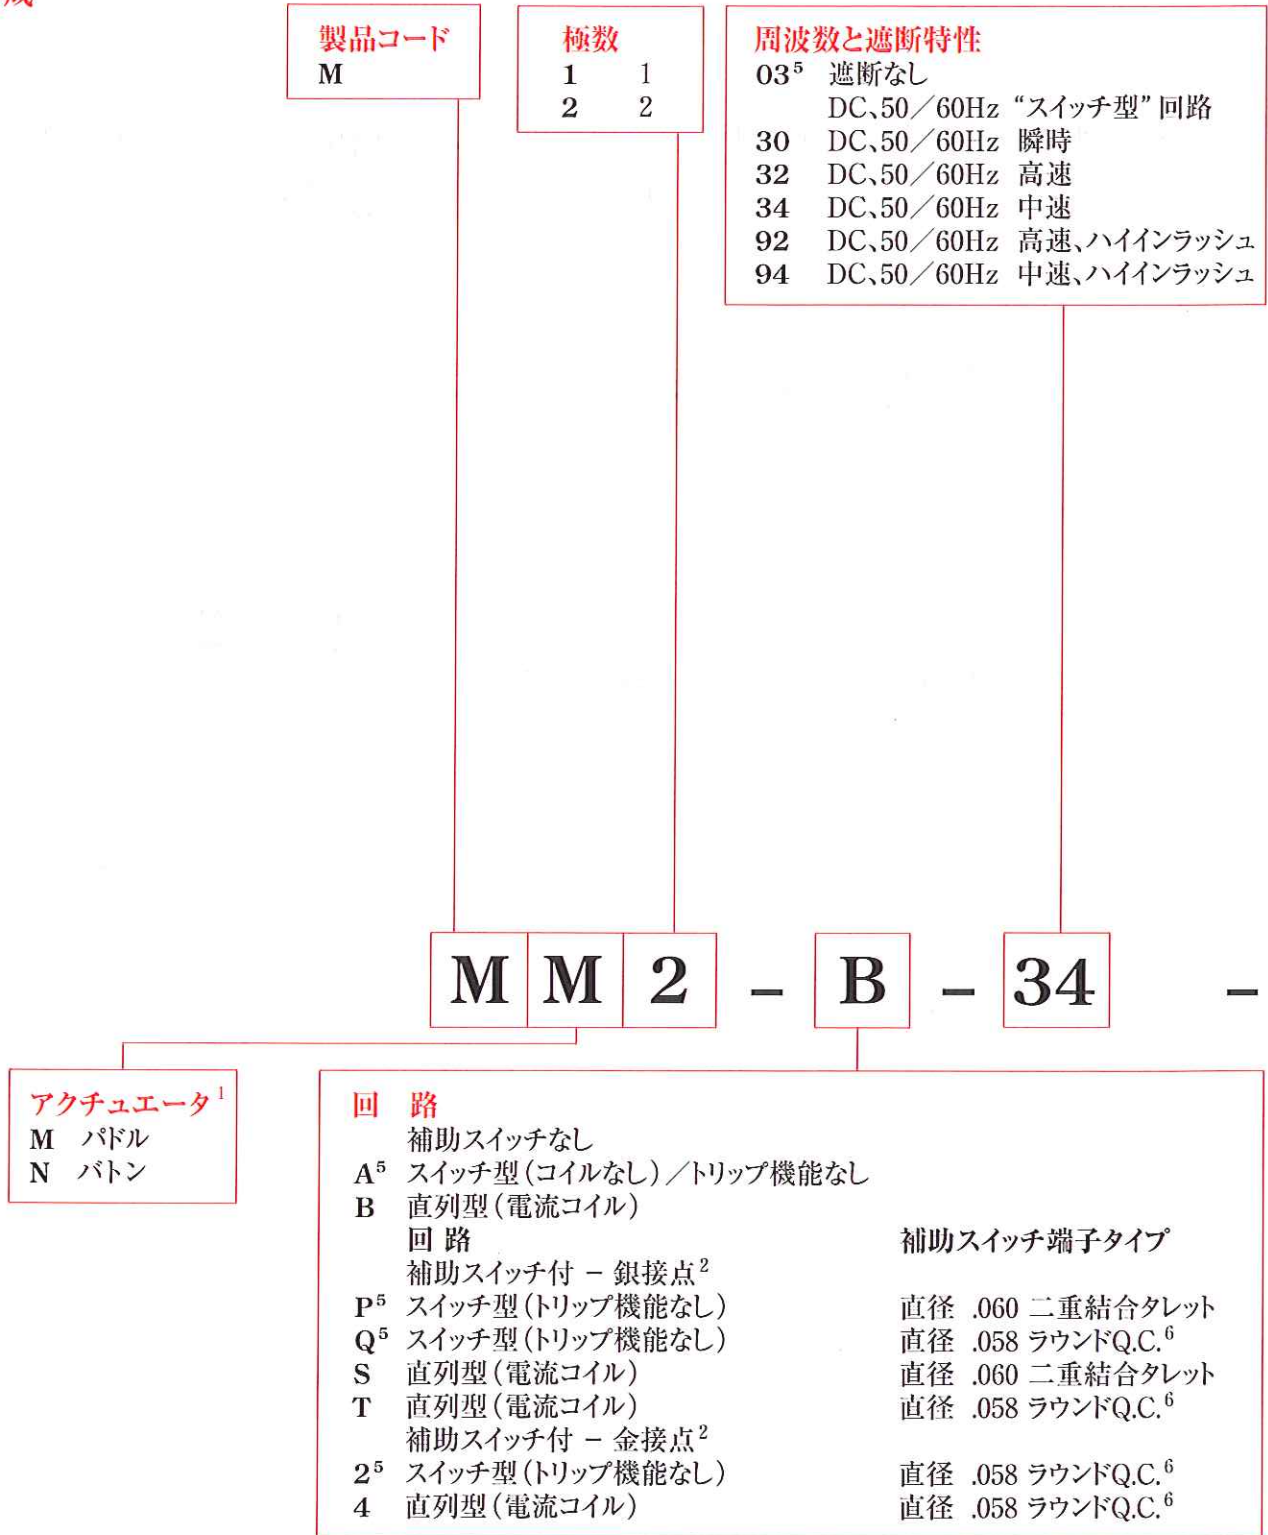 成
製品コード
M
極数
1 1
2 2
周波数と遮断特性
03⁵ 遮断なし
DC、50／60Hz “スイッチ型” 回路
30 DC、50／60Hz 瞬時
32 DC、50／60Hz 高速
34 DC、50／60Hz 中速
92 DC、50／60Hz 高速、ハイインラッシュ
94 DC、50／60Hz 中速、ハイインラッシュ
M M 2 – B – 34 –
アクチュエータ¹
M パドル
N バトン
回 路
補助スイッチなし
A⁵ スイッチ型（コイルなし）／トリップ機能なし
B 直列型（電流コイル）
回 路 補助スイッチ端子タイプ
補助スイッチ付 − 銀接点²
P⁵ スイッチ型（トリップ機能なし） 直径 .060 二重結合タレット
Q⁵ スイッチ型（トリップ機能なし） 直径 .058 ラウンドQ.C.⁶
S 直列型（電流コイル） 直径 .060 二重結合タレット
T 直列型（電流コイル） 直径 .058 ラウンドQ.C.⁶
補助スイッチ付 − 金接点²
2⁵ スイッチ型（トリップ機能なし） 直径 .058 ラウンドQ.C.⁶
4 直列型（電流コイル） 直径 .058 ラウンドQ.C.⁶